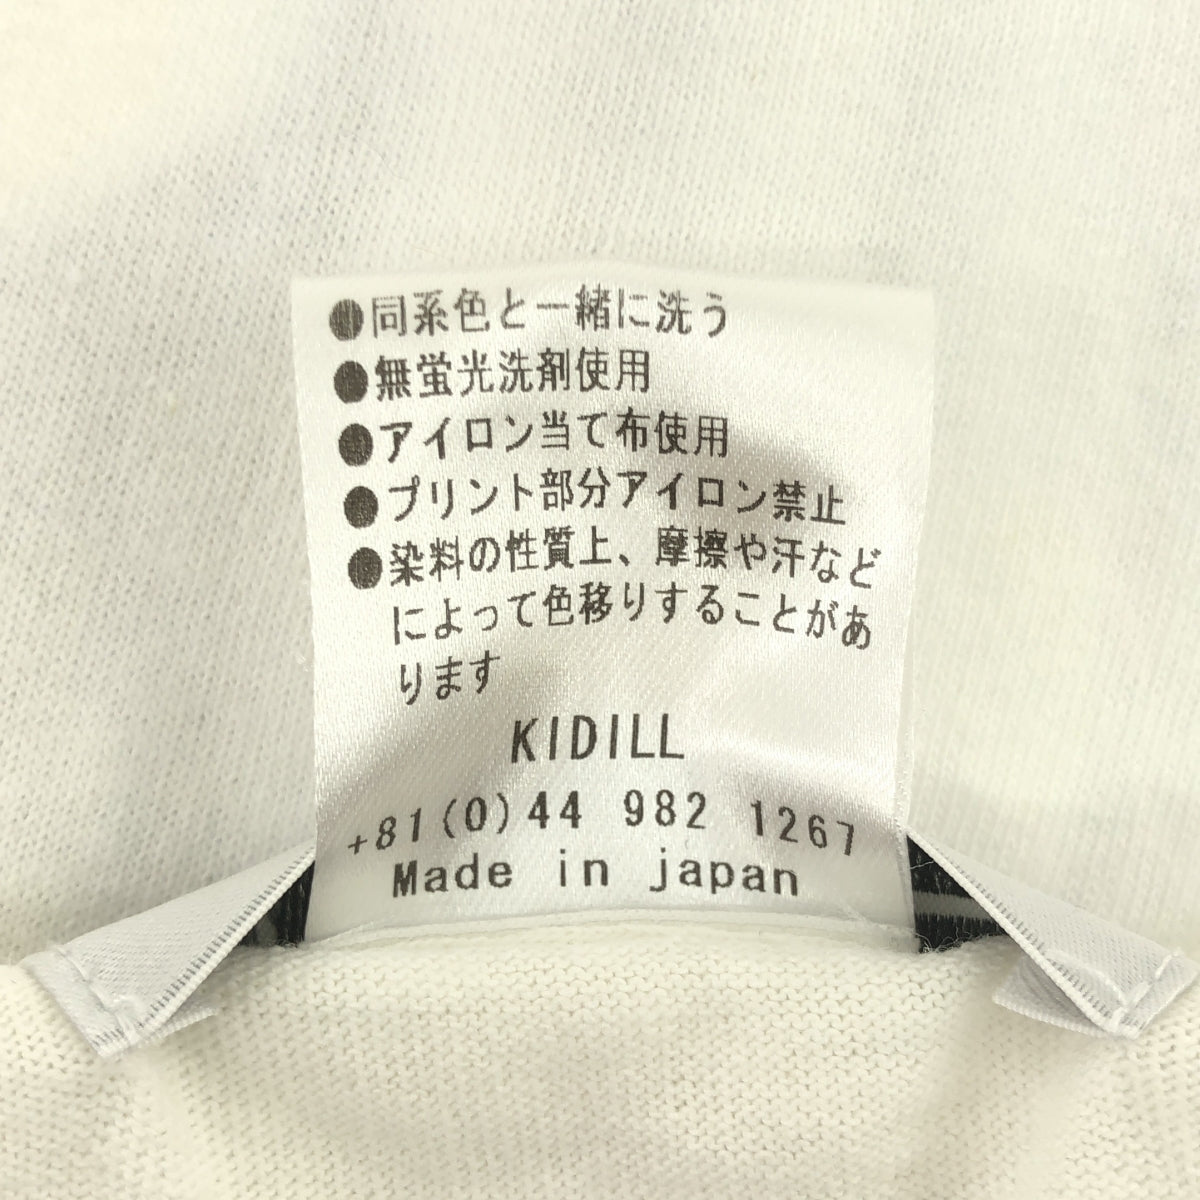 ●同系色と一緒に洗う
●無蛍光洗剤使用
●アイロン当て布使用
●プリント部分アイロン禁止
●染料の性質上、摩擦や汗など
によって色移りすることがあ
ります
KIDILL
+81(0)44 982 1267
Made in japan